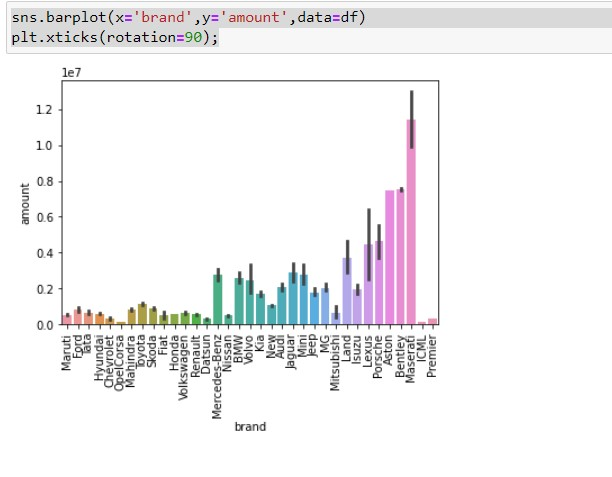 sns.barplot(x='brand',y='amount',data=df)
plt.xticks(rotation=90);
1e7
1.2
1.0
0.8
0.6
0.4
0.2
0.0
amount
Maruti
Ford
Tata
Hyundai
Chevrolet
OpelCorsa
Mahindra
Toyota
Skoda
Fiat
Honda
Volkswagen
Renault
Datsun
Mercedes-Benz
Nissan
BMW
Volvo
Kia
New
Audi
Jaguar
Mini
Jeep
MG
Mitsubishi
Land
Isuzu
Lexus
Porsche
Aston
Bentley
Maserati
ICML
Premier
brand